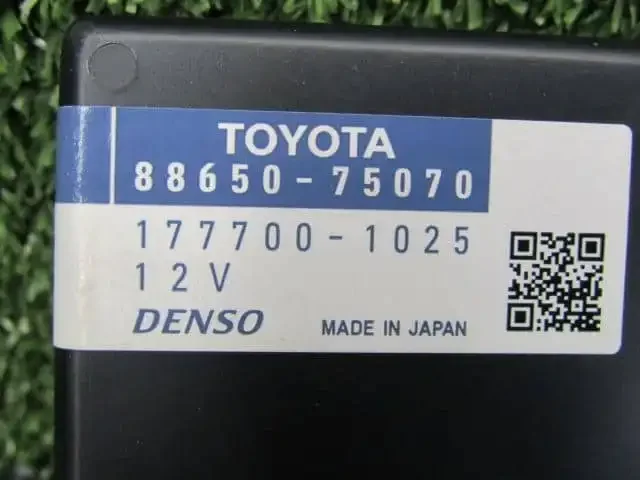 TOYOTA
88650-75070
177700-1025
12V
DENSO MADE IN JAPAN